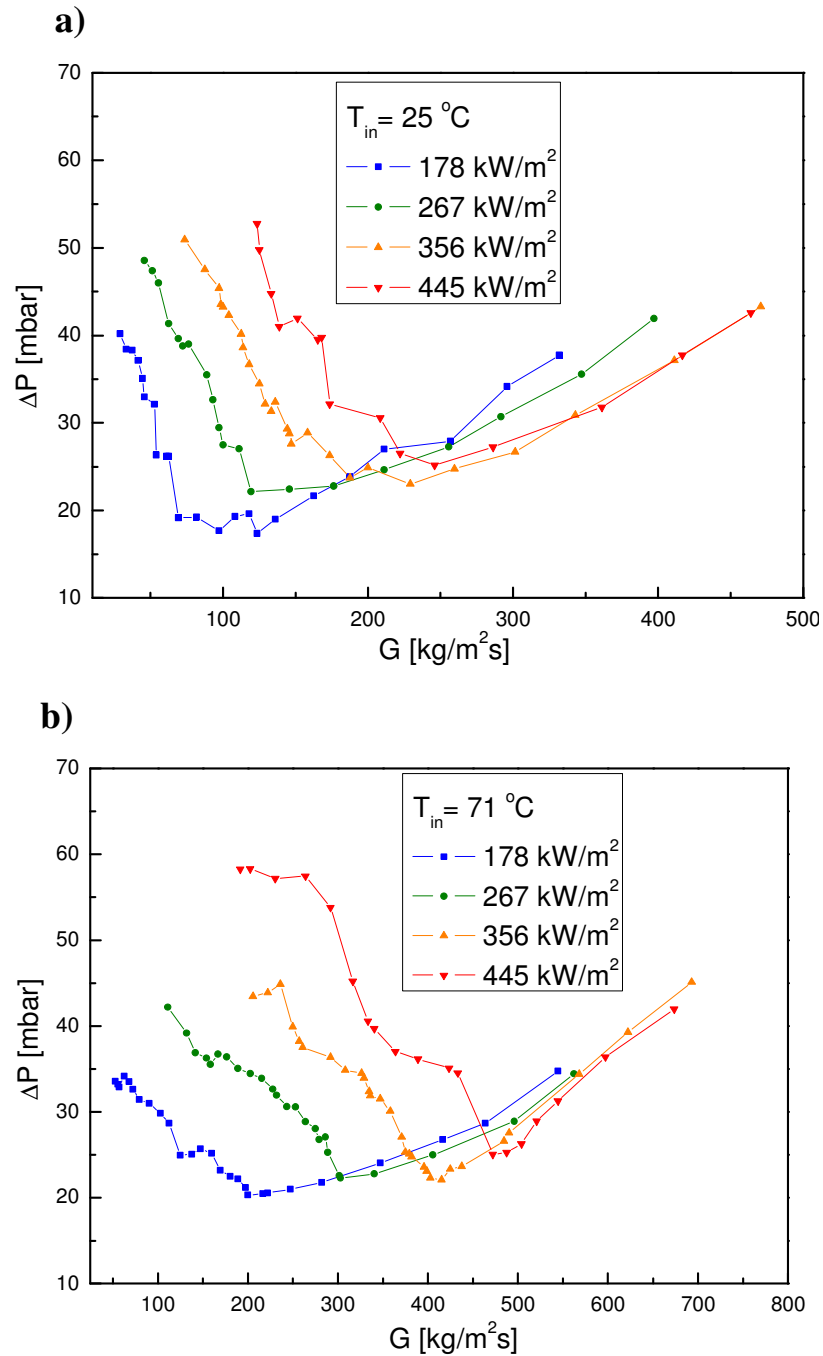 a)
70
60
50
40
30
20
10
ΔP [mbar]
T_in= 25 °C
178 kW/m²
267 kW/m²
356 kW/m²
445 kW/m²
100 200 300 400 500
G [kg/m²s]
b)
70
60
50
40
30
20
10
ΔP [mbar]
T_in= 71 °C
178 kW/m²
267 kW/m²
356 kW/m²
445 kW/m²
100 200 300 400 500 600 700 800
G [kg/m²s]